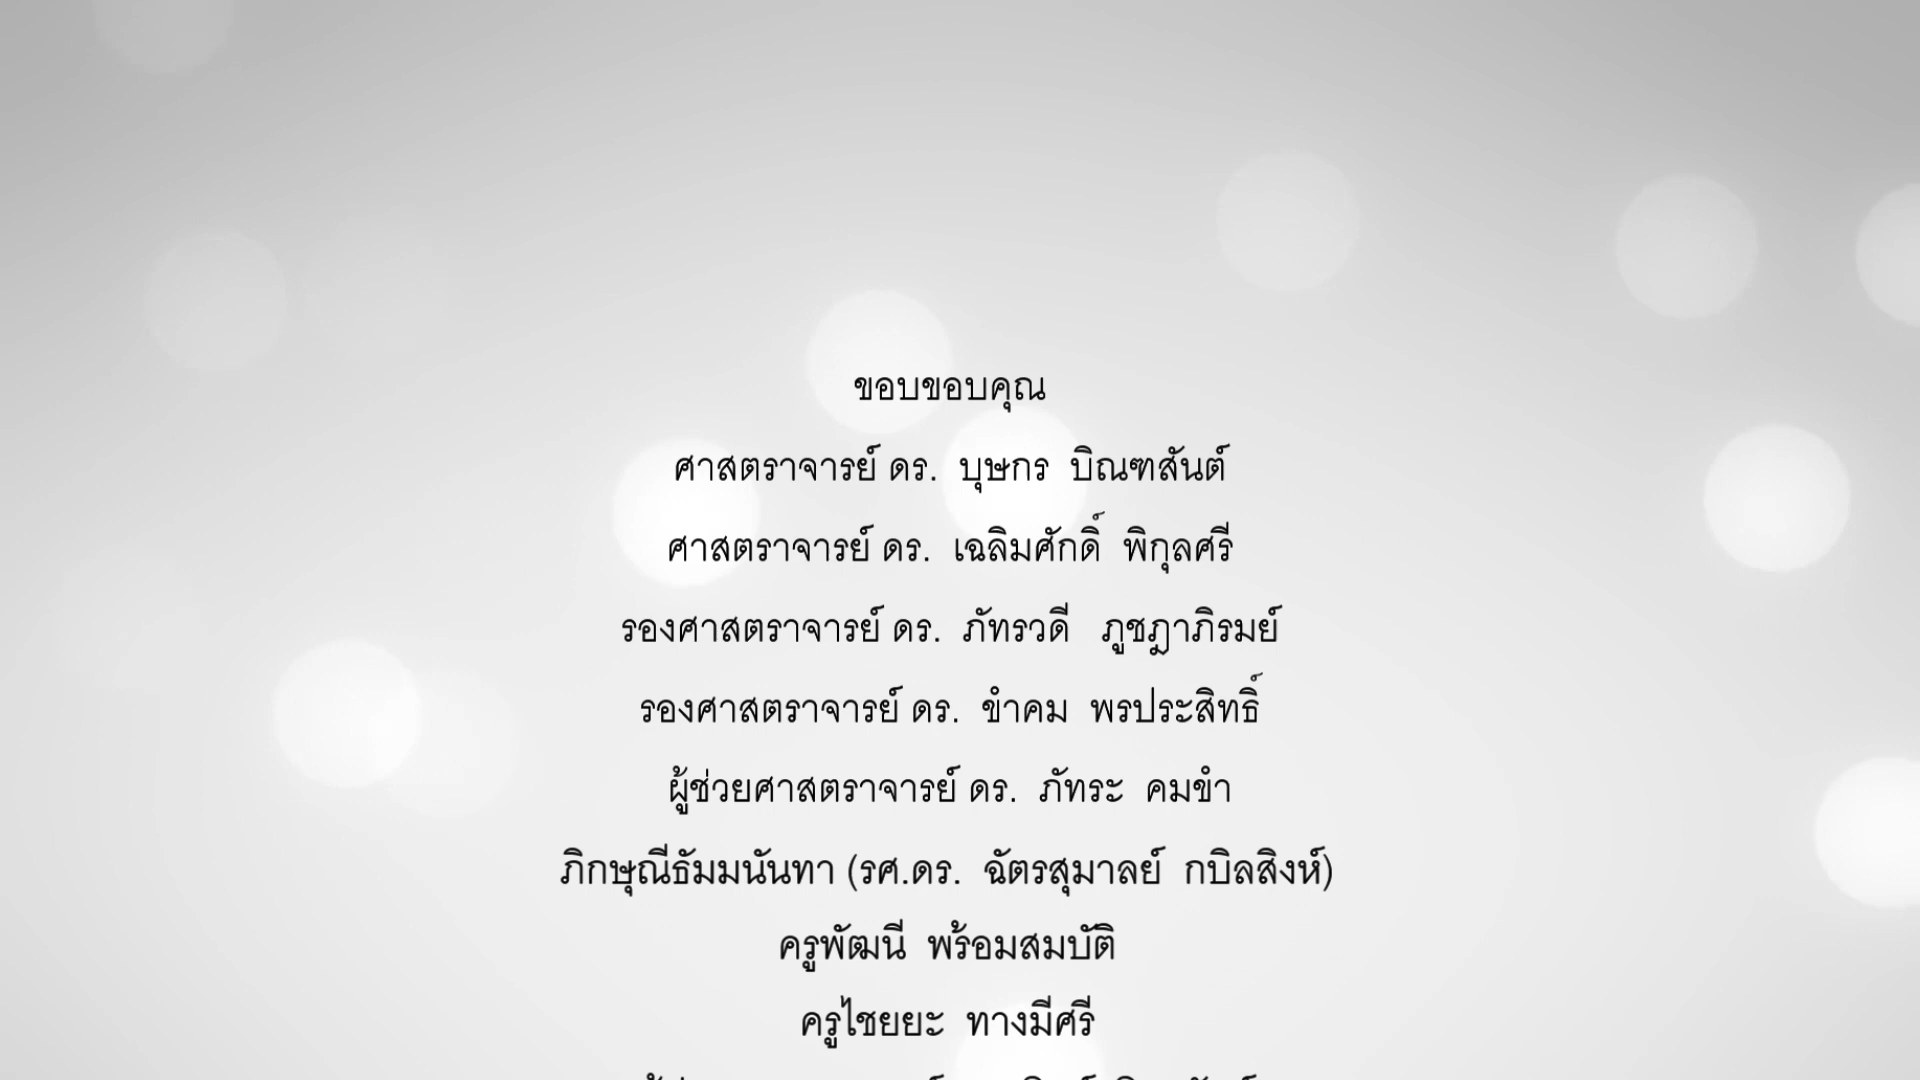 ขอบขอบคุณ
ศาสตราจารย์ ดร. บุษกร บิณฑสันต์
ศาสตราจารย์ ดร. เฉลิมศักดิ์ พิกุลศรี
รองศาสตราจารย์ ดร. ภัทรวดี ภูชฎาภิรมย์
รองศาสตราจารย์ ดร. ขำคม พรประสิทธิ์
ผู้ช่วยศาสตราจารย์ ดร. ภัทระ คมขำ
ภิกษุณีธัมมนันทา (รศ.ดร. ฉัตรสุมาลย์ กบิลสิงห์)
ครูพัฒนี พร้อมสมบัติ
ครูไชยยะ ทางมีศรี